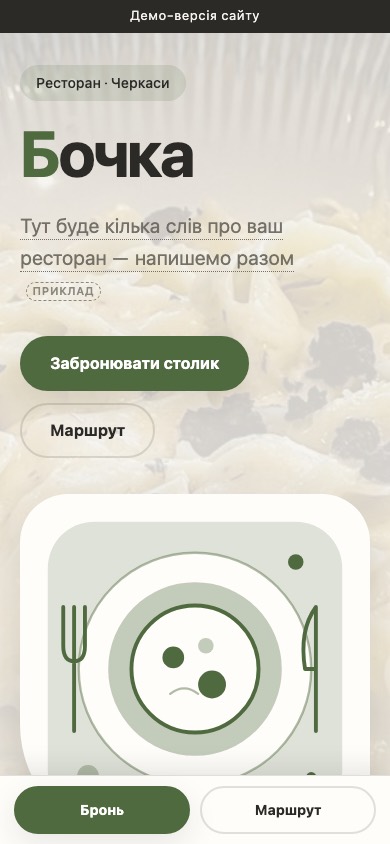 Демо-версія сайту
Ресторан · Черкаси
Бочка
Тут буде кілька слів про ваш
ресторан — напишемо разом
ПРИКЛАД
Забронювати столик
Маршрут
Бронь
Маршрут